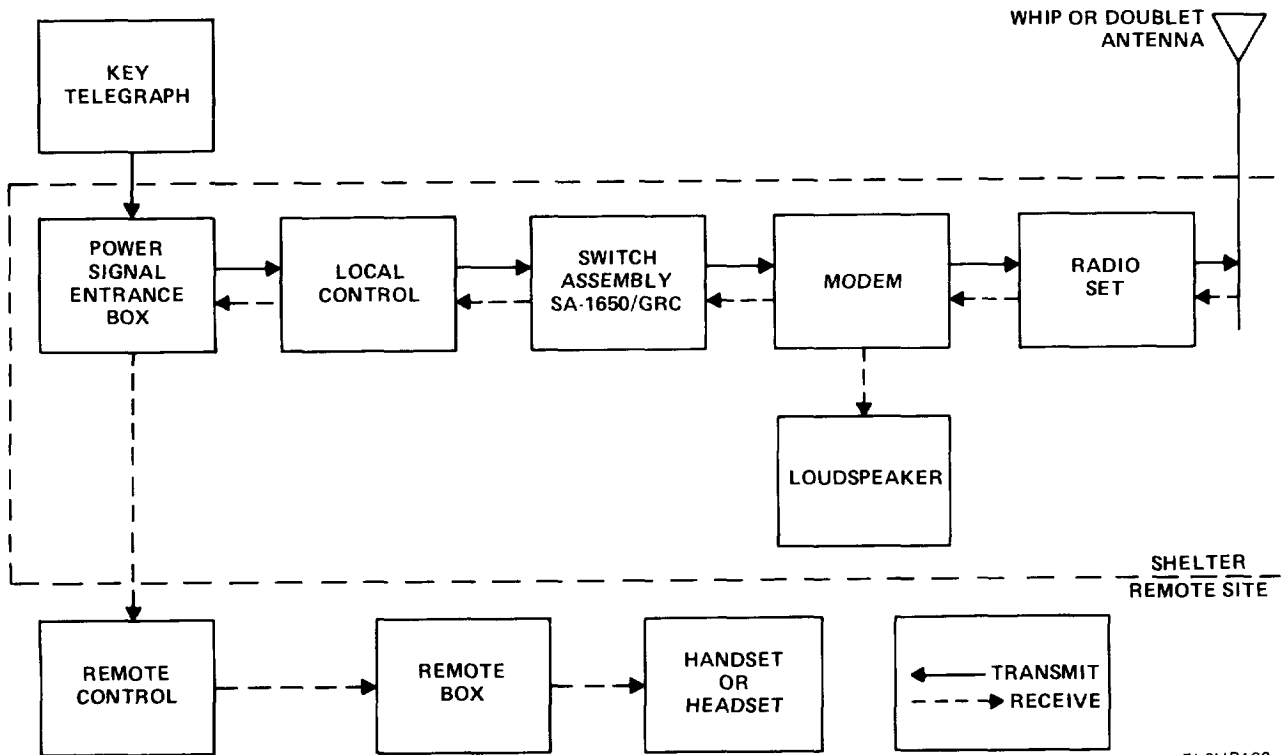 WHIP OR DOUBLET
ANTENNA
KEY
TELEGRAPH
POWER
SIGNAL
ENTRANCE
BOX
LOCAL
CONTROL
SWITCH
ASSEMBLY
SA-1650/GRC
MODEM
RADIO
SET
LOUDSPEAKER
SHELTER
REMOTE SITE
REMOTE
CONTROL
REMOTE
BOX
HANDSET
OR
HEADSET
TRANSMIT
RECEIVE